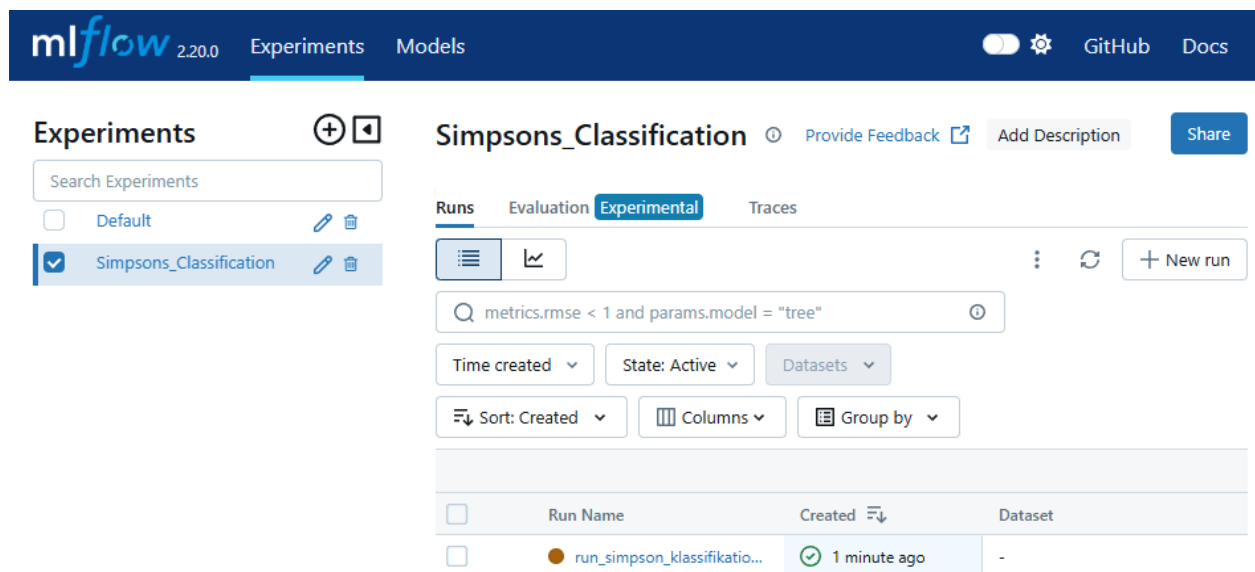 mlflow 2.20.0 Experiments Models GitHub Docs
Experiments
Search Experiments
Default
Simpsons_Classification
Simpsons_Classification Provide Feedback Add Description Share
Runs Evaluation Experimental Traces
New run
metrics.rmse < 1 and params.model = "tree"
Time created State: Active Datasets
Sort: Created Columns Group by
Run Name Created Dataset
run_simpson_klassifikatio... 1 minute ago -